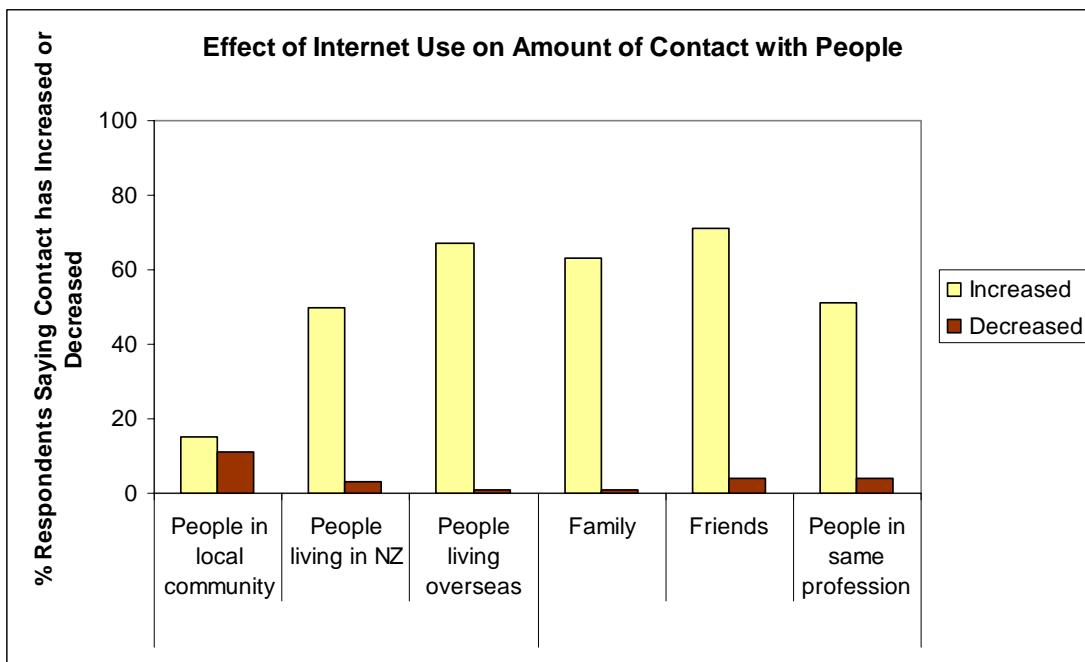 Effect of Internet Use on Amount of Contact with People
% Respondents Saying Contact has Increased or
Decreased
100
80
60
40
20
0
People in
local
community
People
living in NZ
People
living
overseas
Family
Friends
People in
same
profession
Increased
Decreased